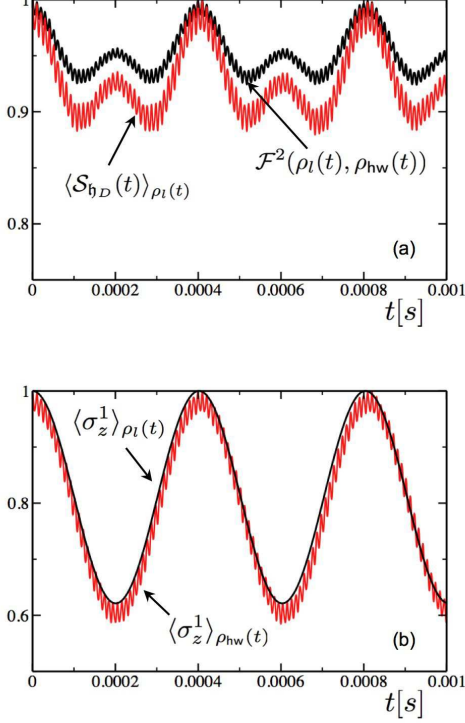 1
0.9
0.8
⟨𝒮_{𝔥_D}(t)⟩_{ρ_l(t)}
ℱ²(ρ_l(t), ρ_hw(t))
(a)
0 0.0002 0.0004 0.0006 0.0008 0.001
t[s]
1
0.8
0.6
⟨σ_z^1⟩_{ρ_l(t)}
⟨σ_z^1⟩_{ρ_hw(t)}
(b)
0 0.0002 0.0004 0.0006 0.0008 0.001
t[s]